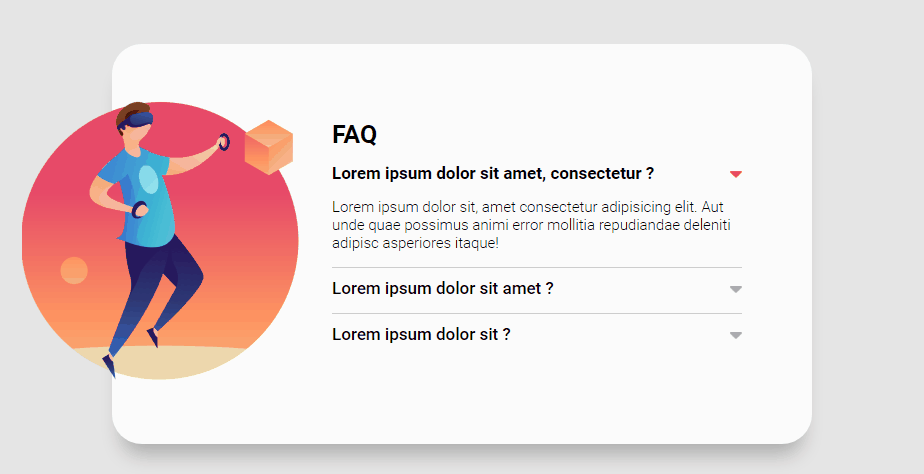 FAQ
Lorem ipsum dolor sit amet, consectetur ?
Lorem ipsum dolor sit, amet consectetur adipisicing elit. Aut
unde quae possimus animi error mollitia repudiandae deleniti
adipisc asperiores itaque!
Lorem ipsum dolor sit amet ?
Lorem ipsum dolor sit ?